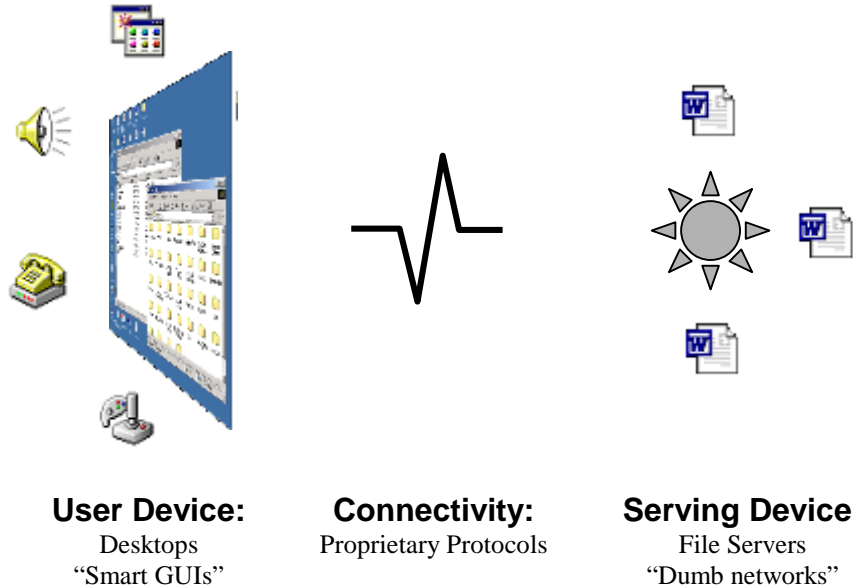 User Device:
Desktops
“Smart GUIs”
Connectivity:
Proprietary Protocols
Serving Device
File Servers
“Dumb networks”
W
W
W